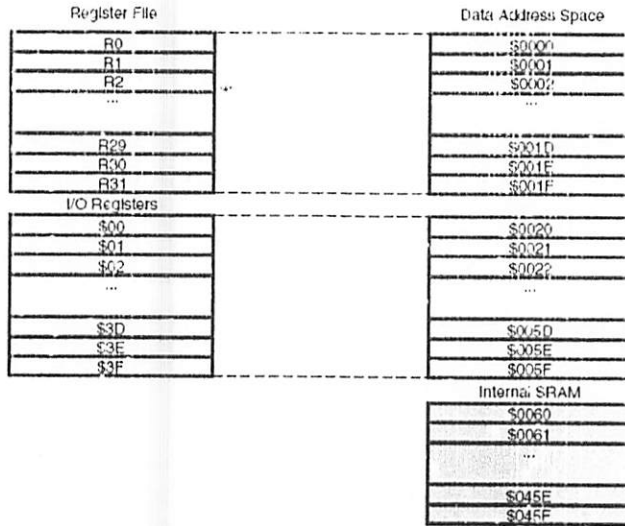 Register File
Data Address Space
R0
$0000
R1
$0001
R2
$0002
...
...
R29
$001D
R30
$001E
R31
$001F
I/O Registers
$00
$0020
$01
$0021
$02
$0022
...
...
$3D
$005D
$3E
$005E
$3F
$005F
Internal SRAM
$0060
$0061
...
$045E
$045F